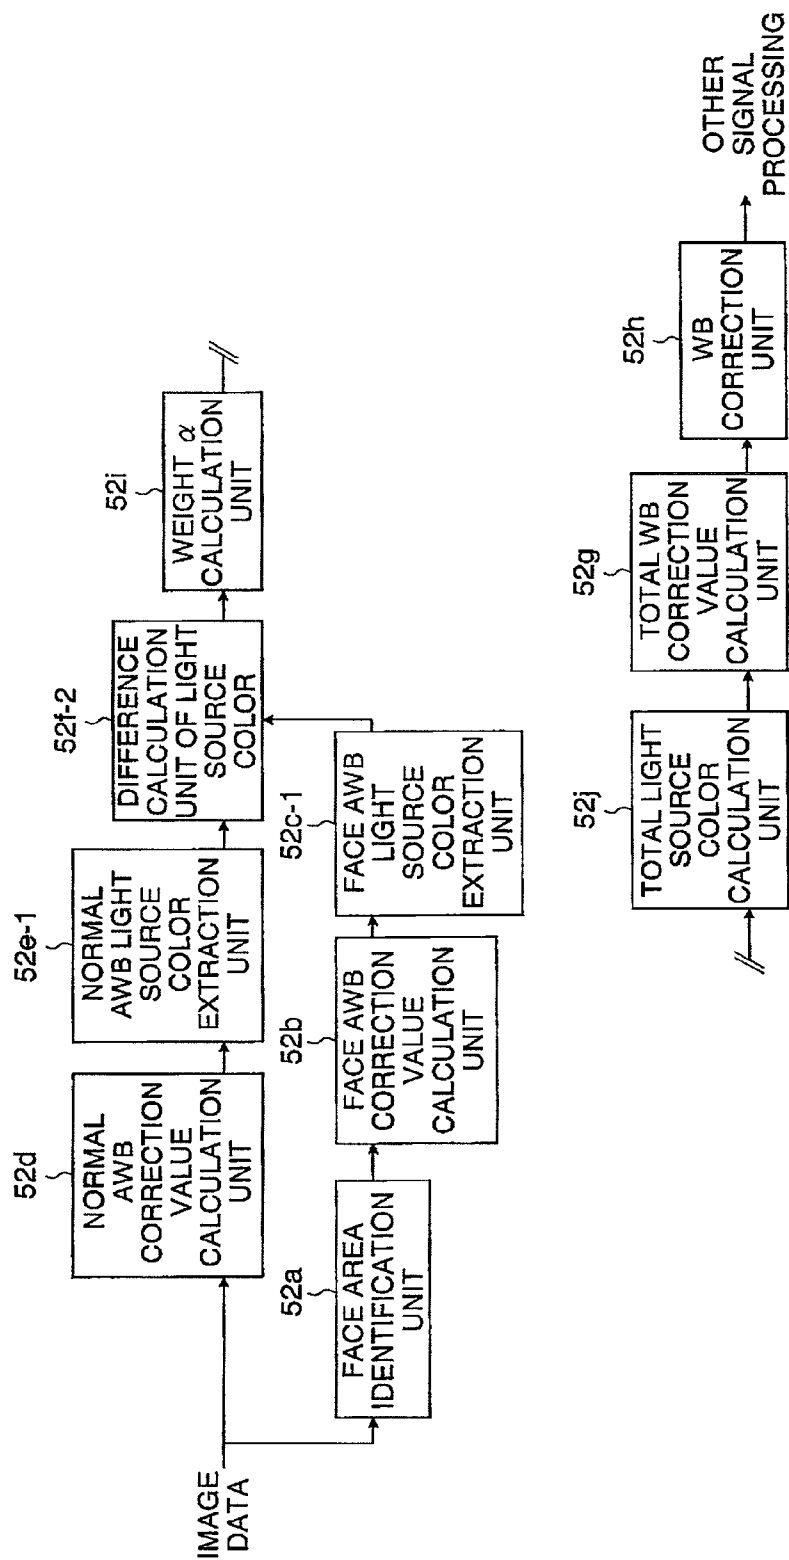 IMAGE
DATA
52d
NORMAL
AWB
CORRECTION
VALUE
CALCULATION
UNIT
52e-1
NORMAL
AWB LIGHT
SOURCE
COLOR
EXTRACTION
UNIT
52f-2
DIFFERENCE
CALCULATION
UNIT OF LIGHT
SOURCE
COLOR
52i
WEIGHT α
CALCULATION
UNIT
52a
FACE AREA
IDENTIFICATION
UNIT
52b
FACE AWB
CORRECTION
VALUE
CALCULATION
UNIT
52c-1
FACE AWB
LIGHT
SOURCE
COLOR
EXTRACTION
UNIT
52j
TOTAL LIGHT
SOURCE
COLOR
CALCULATION
UNIT
52g
TOTAL WB
CORRECTION
VALUE
CALCULATION
UNIT
52h
WB
CORRECTION
UNIT
OTHER
SIGNAL
PROCESSING